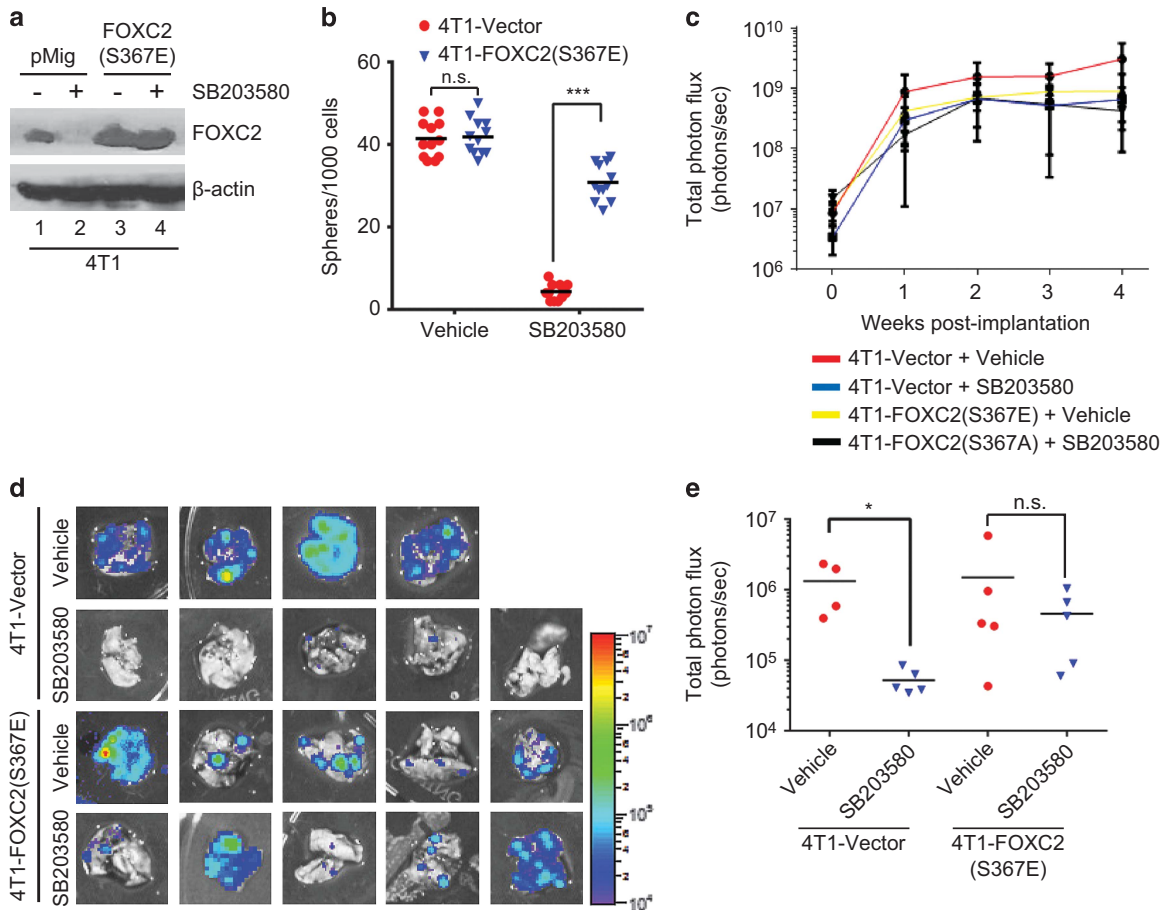 a
pMig
FOXC2
(S367E)
- + - +
SB203580
FOXC2
β-actin
1 2 3 4
4T1
b
4T1-Vector
4T1-FOXC2(S367E)
n.s.
***
Spheres/1000 cells
60
40
20
0
Vehicle
SB203580
c
Total photon flux
(photons/sec)
10^10
10^9
10^8
10^7
10^6
0 1 2 3 4
Weeks post-implantation
4T1-Vector + Vehicle
4T1-Vector + SB203580
4T1-FOXC2(S367E) + Vehicle
4T1-FOXC2(S367A) + SB203580
d
4T1-Vector
Vehicle
SB203580
4T1-FOXC2(S367E)
Vehicle
SB203580
10^7
10^6
10^5
10^4
e
Total photon flux
(photons/sec)
10^7
10^6
10^5
10^4
*
n.s.
Vehicle
SB203580
Vehicle
SB203580
4T1-Vector
4T1-FOXC2
(S367E)